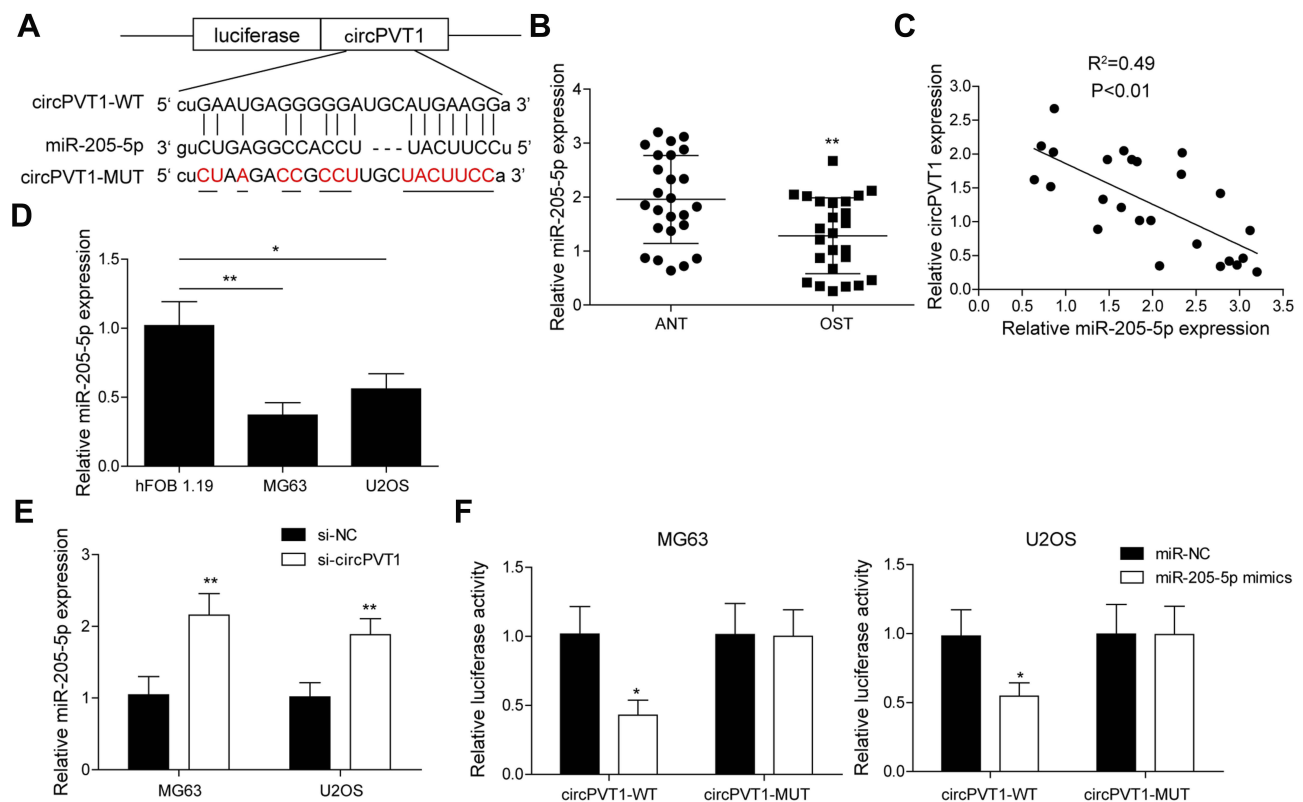 A
luciferase circPVT1
circPVT1-WT 5‘ cuGAAUGAGGGGGAUGCAUGAAGGa 3’
miR-205-5p 3‘ guCUGAGGCCACCU ---UACUUCCu 5’
circPVT1-MUT 5‘ cuCUAAGACCGCCUUGCUACUUCCa 3’
B
Relative miR-205-5p expression
4
3
2
1
0
**
ANT OST
C
R²=0.49
P<0.01
Relative circPVT1 expression
3.0
2.5
2.0
1.5
1.0
0.5
0.0
0.0 0.5 1.0 1.5 2.0 2.5 3.0 3.5
Relative miR-205-5p expression
D
Relative miR-205-5p expression
1.5
1.0
0.5
0.0
*
**
hFOB 1.19 MG63 U2OS
E
si-NC
si-circPVT1
Relative miR-205-5p expression
3
2
1
0
**
**
MG63 U2OS
F
MG63
Relative luciferase activity
1.5
1.0
0.5
0.0
*
circPVT1-WT circPVT1-MUT
U2OS
miR-NC
miR-205-5p mimics
Relative luciferase activity
1.5
1.0
0.5
0.0
*
circPVT1-WT circPVT1-MUT